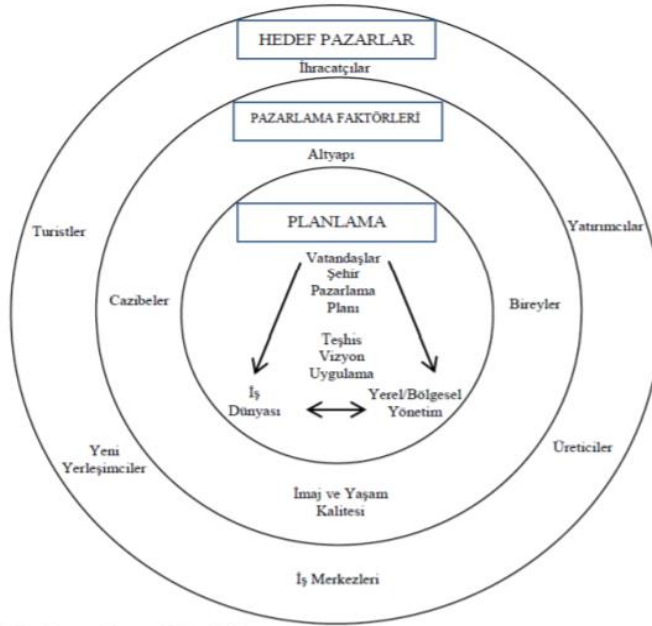 HEDEF PAZARLAR
İhracatçılar
PAZARLAMA FAKTÖRLERİ
Altyapı
Turistler
Yatırımcılar
PLANLAMA
Vatandaşlar
Şehir
Pazarlama
Planı
Cazibeler
Bireyler
Teşhis
Vizyon
Uygulama
İş
Dünyası
Yerel/Bölgesel
Yönetim
Yeni
Yerleşimciler
Üreticiler
İmaj ve Yaşam
Kalitesi
İş Merkezleri